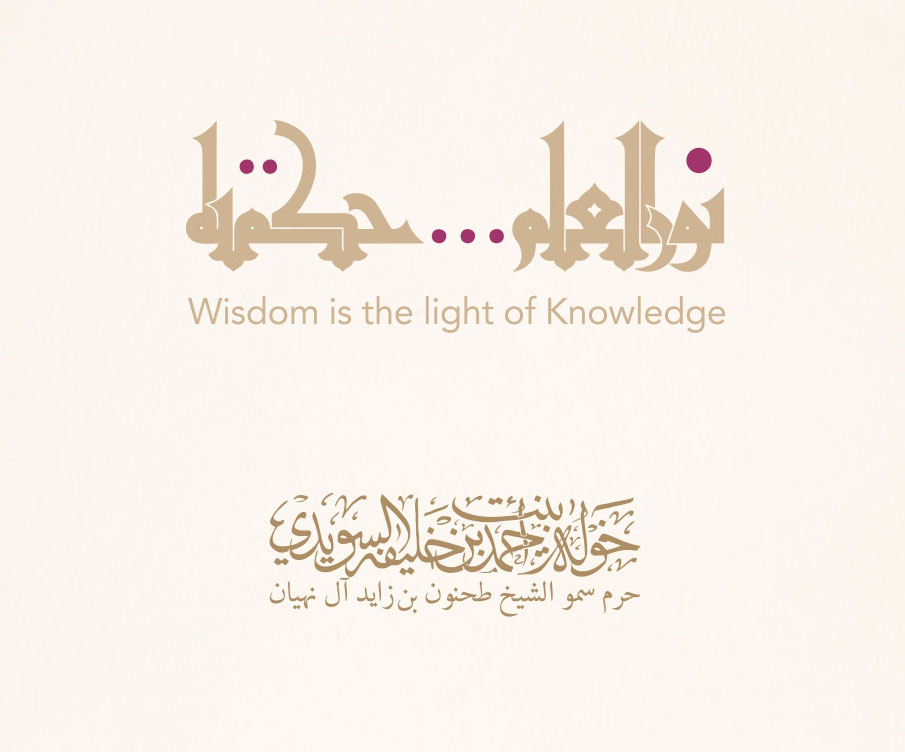 نور العلم...حكمته
Wisdom is the light of Knowledge
خولة بنت أحمد بن خليفة السويدي
حرم سمو الشيخ طحنون بن زايد آل نهيان